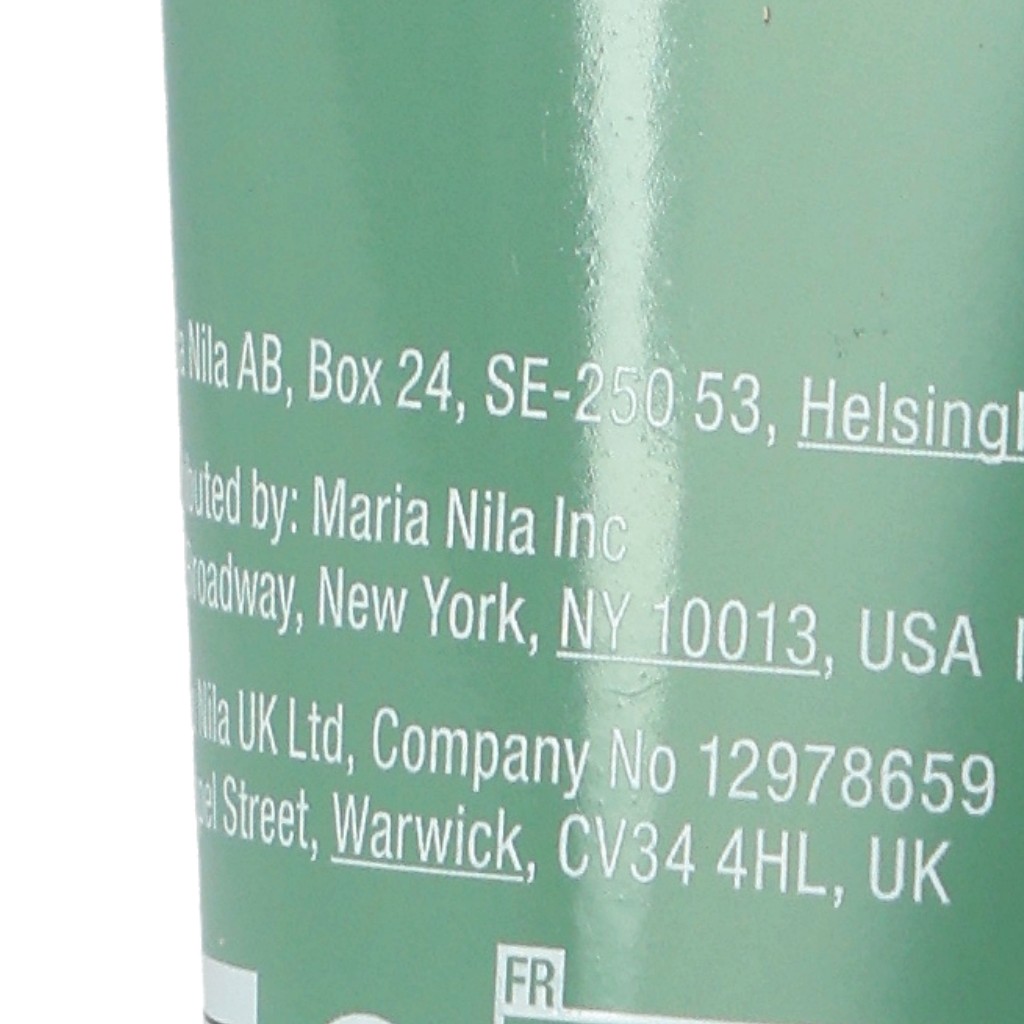 Nila AB, Box 24, SE-250 53,
by: Maria Nila Inc
New York, NY 10013, USA
Nila UK Ltd, Company No 12978659
Street, Warwick, CV34 4HL, UK
FR